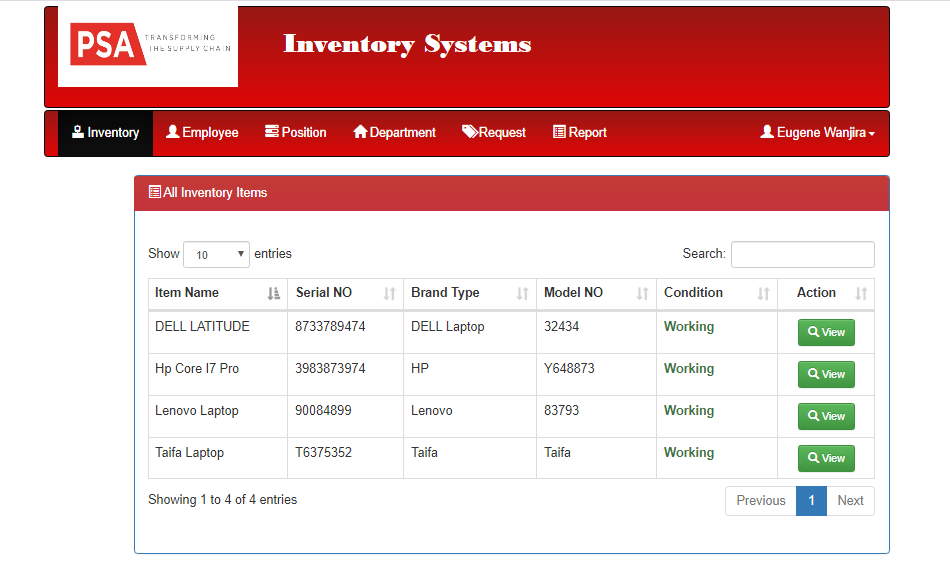 PSA TRANSFORMING THE SUPPLY CHAIN
Inventory Systems
Inventory Employee Position Department Request Report Eugene Wanjira
All Inventory Items
Show 10 entries Search:
Item Name Serial NO Brand Type Model NO Condition Action
DELL LATITUDE 8733789474 DELL Laptop 32434 Working View
Hp Core I7 Pro 3983873974 HP Y648873 Working View
Lenovo Laptop 90084899 Lenovo 83793 Working View
Taifa Laptop T6375352 Taifa Taifa Working View
Showing 1 to 4 of 4 entries Previous 1 Next